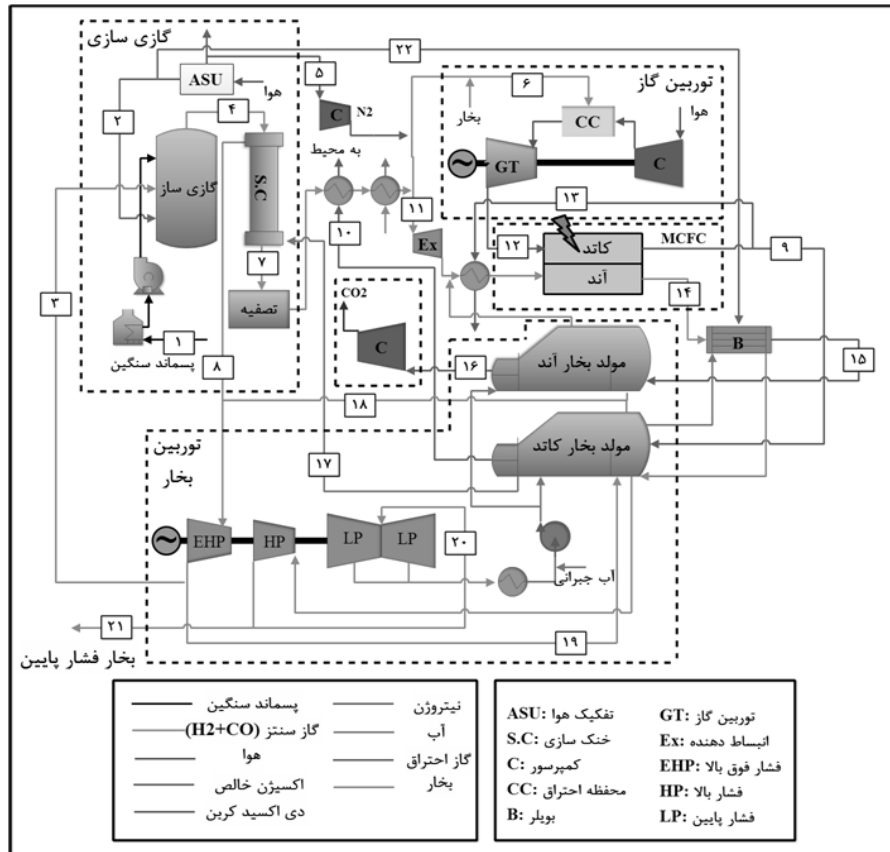 گازی سازی
۲۲
ASU
هوا
۵
۲
۴
C
N2
گازی ساز
S.C
به محیط
۳
۱۰
۷
تصفیه
۱
پسماند سنگین
۸
توربین گاز
۶
بخار
CC
هوا
GT
C
۱۱
۱۳
Ex
۱۲
کاتد
MCFC
آند
۹
۱۴
CO2
C
B
۱۵
۱۶
مولد بخار آند
۱۸
مولد بخار کاتد
توربین
بخار
۱۷
EHP
HP
LP
LP
۲۰
آب جبرانی
۲۱
۱۹
بخار فشار پایین
پسماند سنگین
گاز سنتز (H2+CO)
هوا
اکسیژن خالص
دی اکسید کربن
نیتروژن
آب
گاز احتراق
بخار
ASU: تفکیک هوا
S.C: خنک سازی
C: کمپرسور
CC: محفظه احتراق
B: بویلر
GT: توربین گاز
Ex: انبساط دهنده
EHP: فشار فوق بالا
HP: فشار بالا
LP: فشار پایین